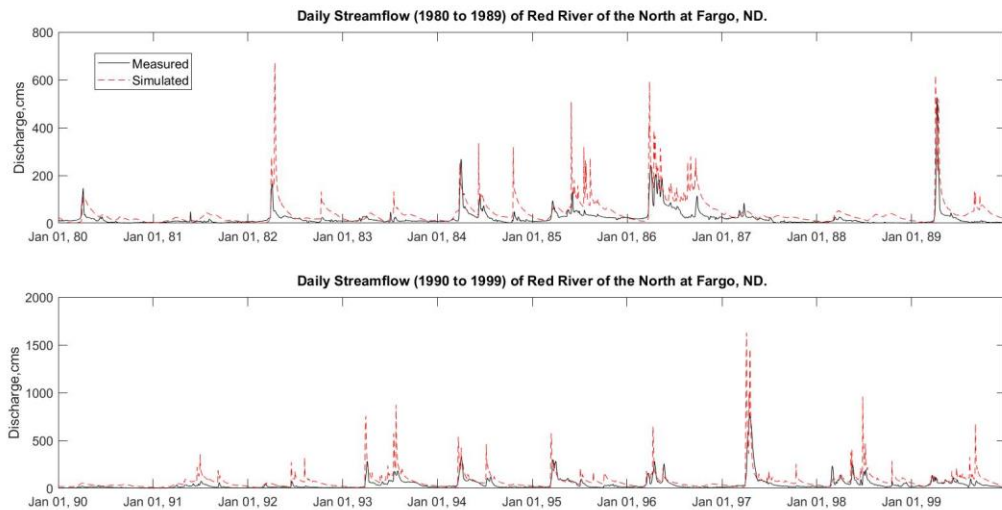 Daily Streamflow (1980 to 1989) of Red River of the North at Fargo, ND.
800
600
400
200
0
Discharge,cms
Measured
Simulated
Jan 01, 80 Jan 01, 81 Jan 01, 82 Jan 01, 83 Jan 01, 84 Jan 01, 85 Jan 01, 86 Jan 01, 87 Jan 01, 88 Jan 01, 89
Daily Streamflow (1990 to 1999) of Red River of the North at Fargo, ND.
2000
1500
1000
500
0
Discharge,cms
Jan 01, 90 Jan 01, 91 Jan 01, 92 Jan 01, 93 Jan 01, 94 Jan 01, 95 Jan 01, 96 Jan 01, 97 Jan 01, 98 Jan 01, 99